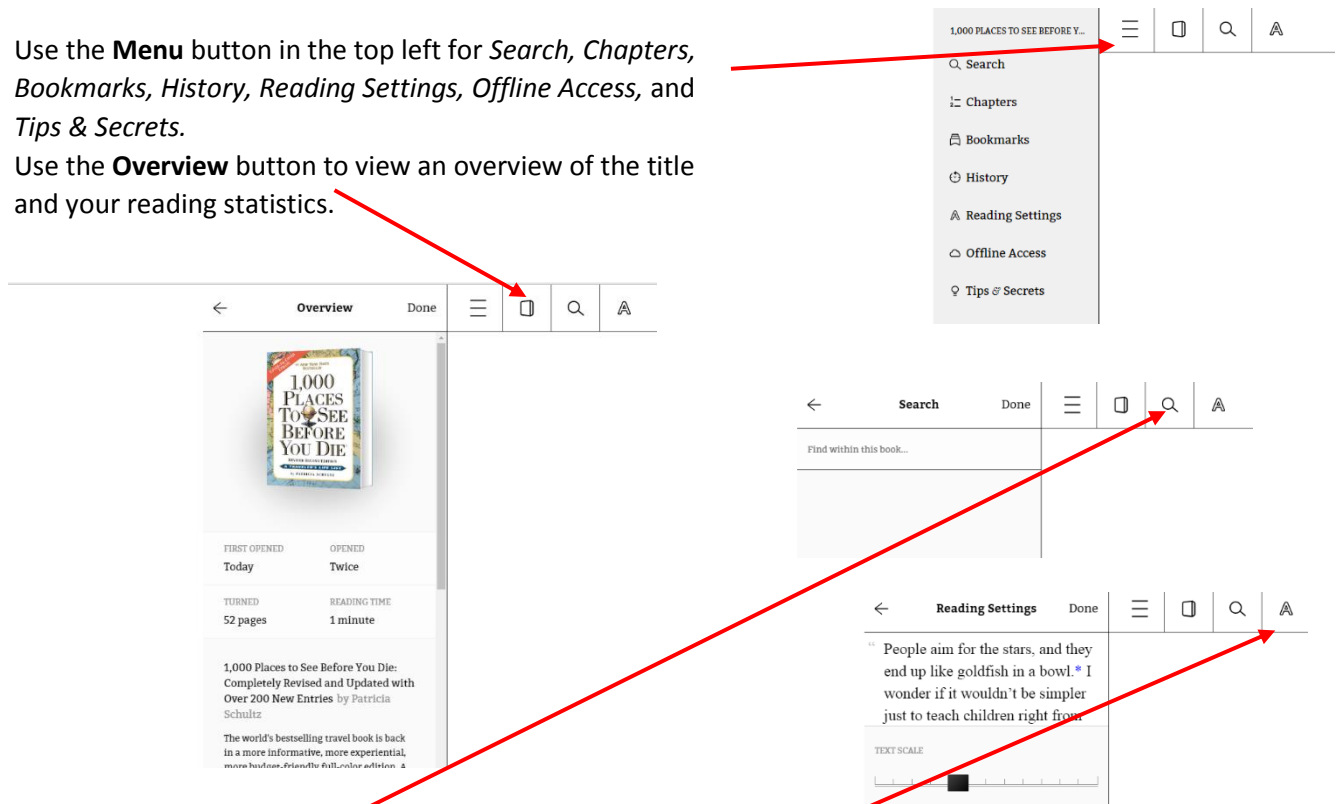 Use the Menu button in the top left for Search, Chapters,
Bookmarks, History, Reading Settings, Offline Access, and
Tips & Secrets.
Use the Overview button to view an overview of the title
and your reading statistics.
1,000 PLACES TO SEE BEFORE Y...
Search
Chapters
Bookmarks
History
Reading Settings
Offline Access
Tips & Secrets
Overview Done
1,000
PLACES
TO SEE
BEFORE
YOU DIE
FIRST OPENED OPENED
Today Twice
TURNED READING TIME
52 pages 1 minute
1,000 Places to See Before You Die:
Completely Revised and Updated with
Over 200 New Entries by Patricia
Schultz
The world's bestselling travel book is back
in a more informative, more experiential,
more budget-friendly full-color edition. A
Search Done
Find within this book...
Reading Settings Done
“ People aim for the stars, and they
end up like goldfish in a bowl.* I
wonder if it wouldn’t be simpler
just to teach children right from
TEXT SCALE